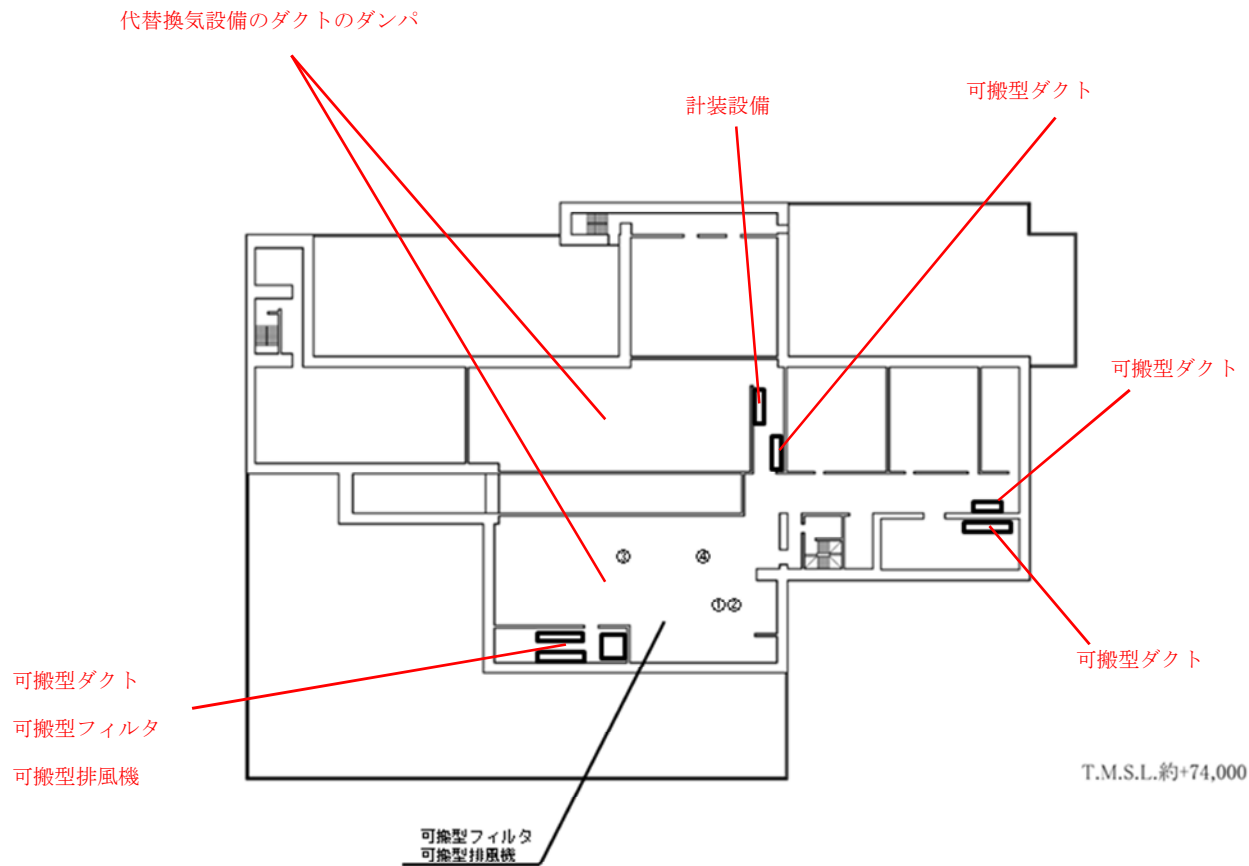 代替換気設備のダクトのダンパ
計装設備
可搬型ダクト
可搬型ダクト
③
④
①②
可搬型ダクト
可搬型ダクト
可搬型フィルタ
可搬型排風機
T.M.S.L.約+74,000
可搬型フィルタ
可搬型排風機